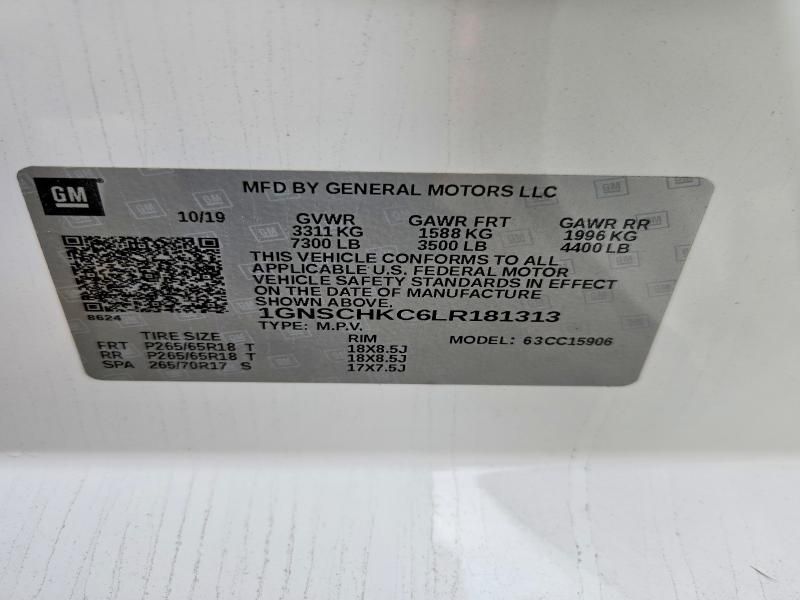 GM
MFD BY GENERAL MOTORS LLC
10/19 GVWR GAWR FRT GAWR RR
3311 KG 1588 KG 1996 KG
7300 LB 3500 LB 4400 LB
THIS VEHICLE CONFORMS TO ALL
APPLICABLE U.S. FEDERAL MOTOR
VEHICLE SAFETY STANDARDS IN EFFECT
ON THE DATE OF MANUFACTURE
SHOWN ABOVE.
8624
1GNSCHKC6LR181313
TYPE: M.P.V.
TIRE SIZE RIM MODEL: 63CC15906
FRT P265/65R18 T 18X8.5J
RR P265/65R18 T 18X8.5J
SPA 265/70R17 S 17X7.5J